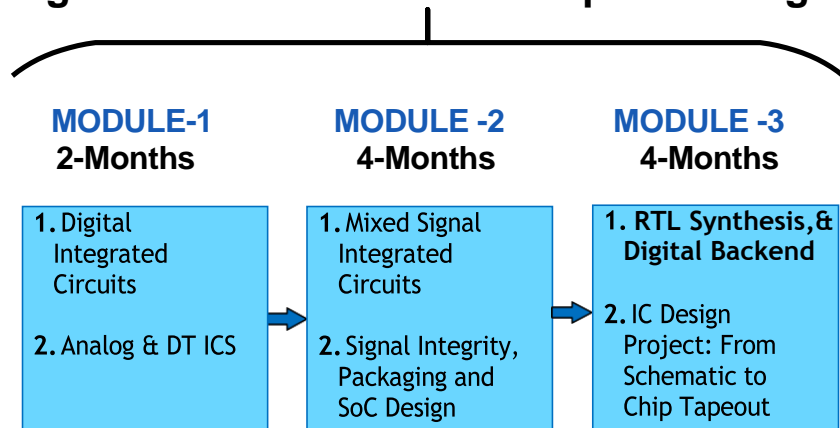 MODULE-1
2-Months
1. Digital
Integrated
Circuits
2. Analog & DT ICS
MODULE -2
4-Months
1. Mixed Signal
Integrated
Circuits
2. Signal Integrity,
Packaging and
SoC Design
MODULE -3
4-Months
1. RTL Synthesis,&
Digital Backend
2. IC Design
Project: From
Schematic to
Chip Tapeout